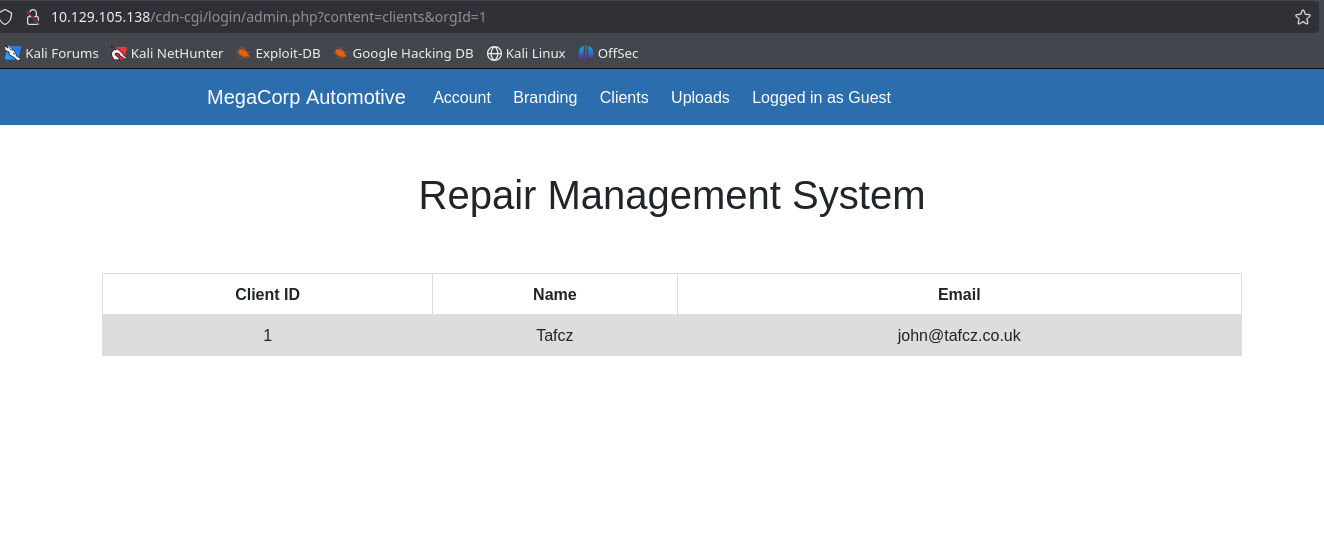 10.129.105.138/cdn-cgi/login/admin.php?content=clients&orgId=1
Kali Forums Kali NetHunter Exploit-DB Google Hacking DB Kali Linux OffSec
MegaCorp Automotive Account Branding Clients Uploads Logged in as Guest
Repair Management System
Client ID Name Email
1 Tafcz john@tafcz.co.uk